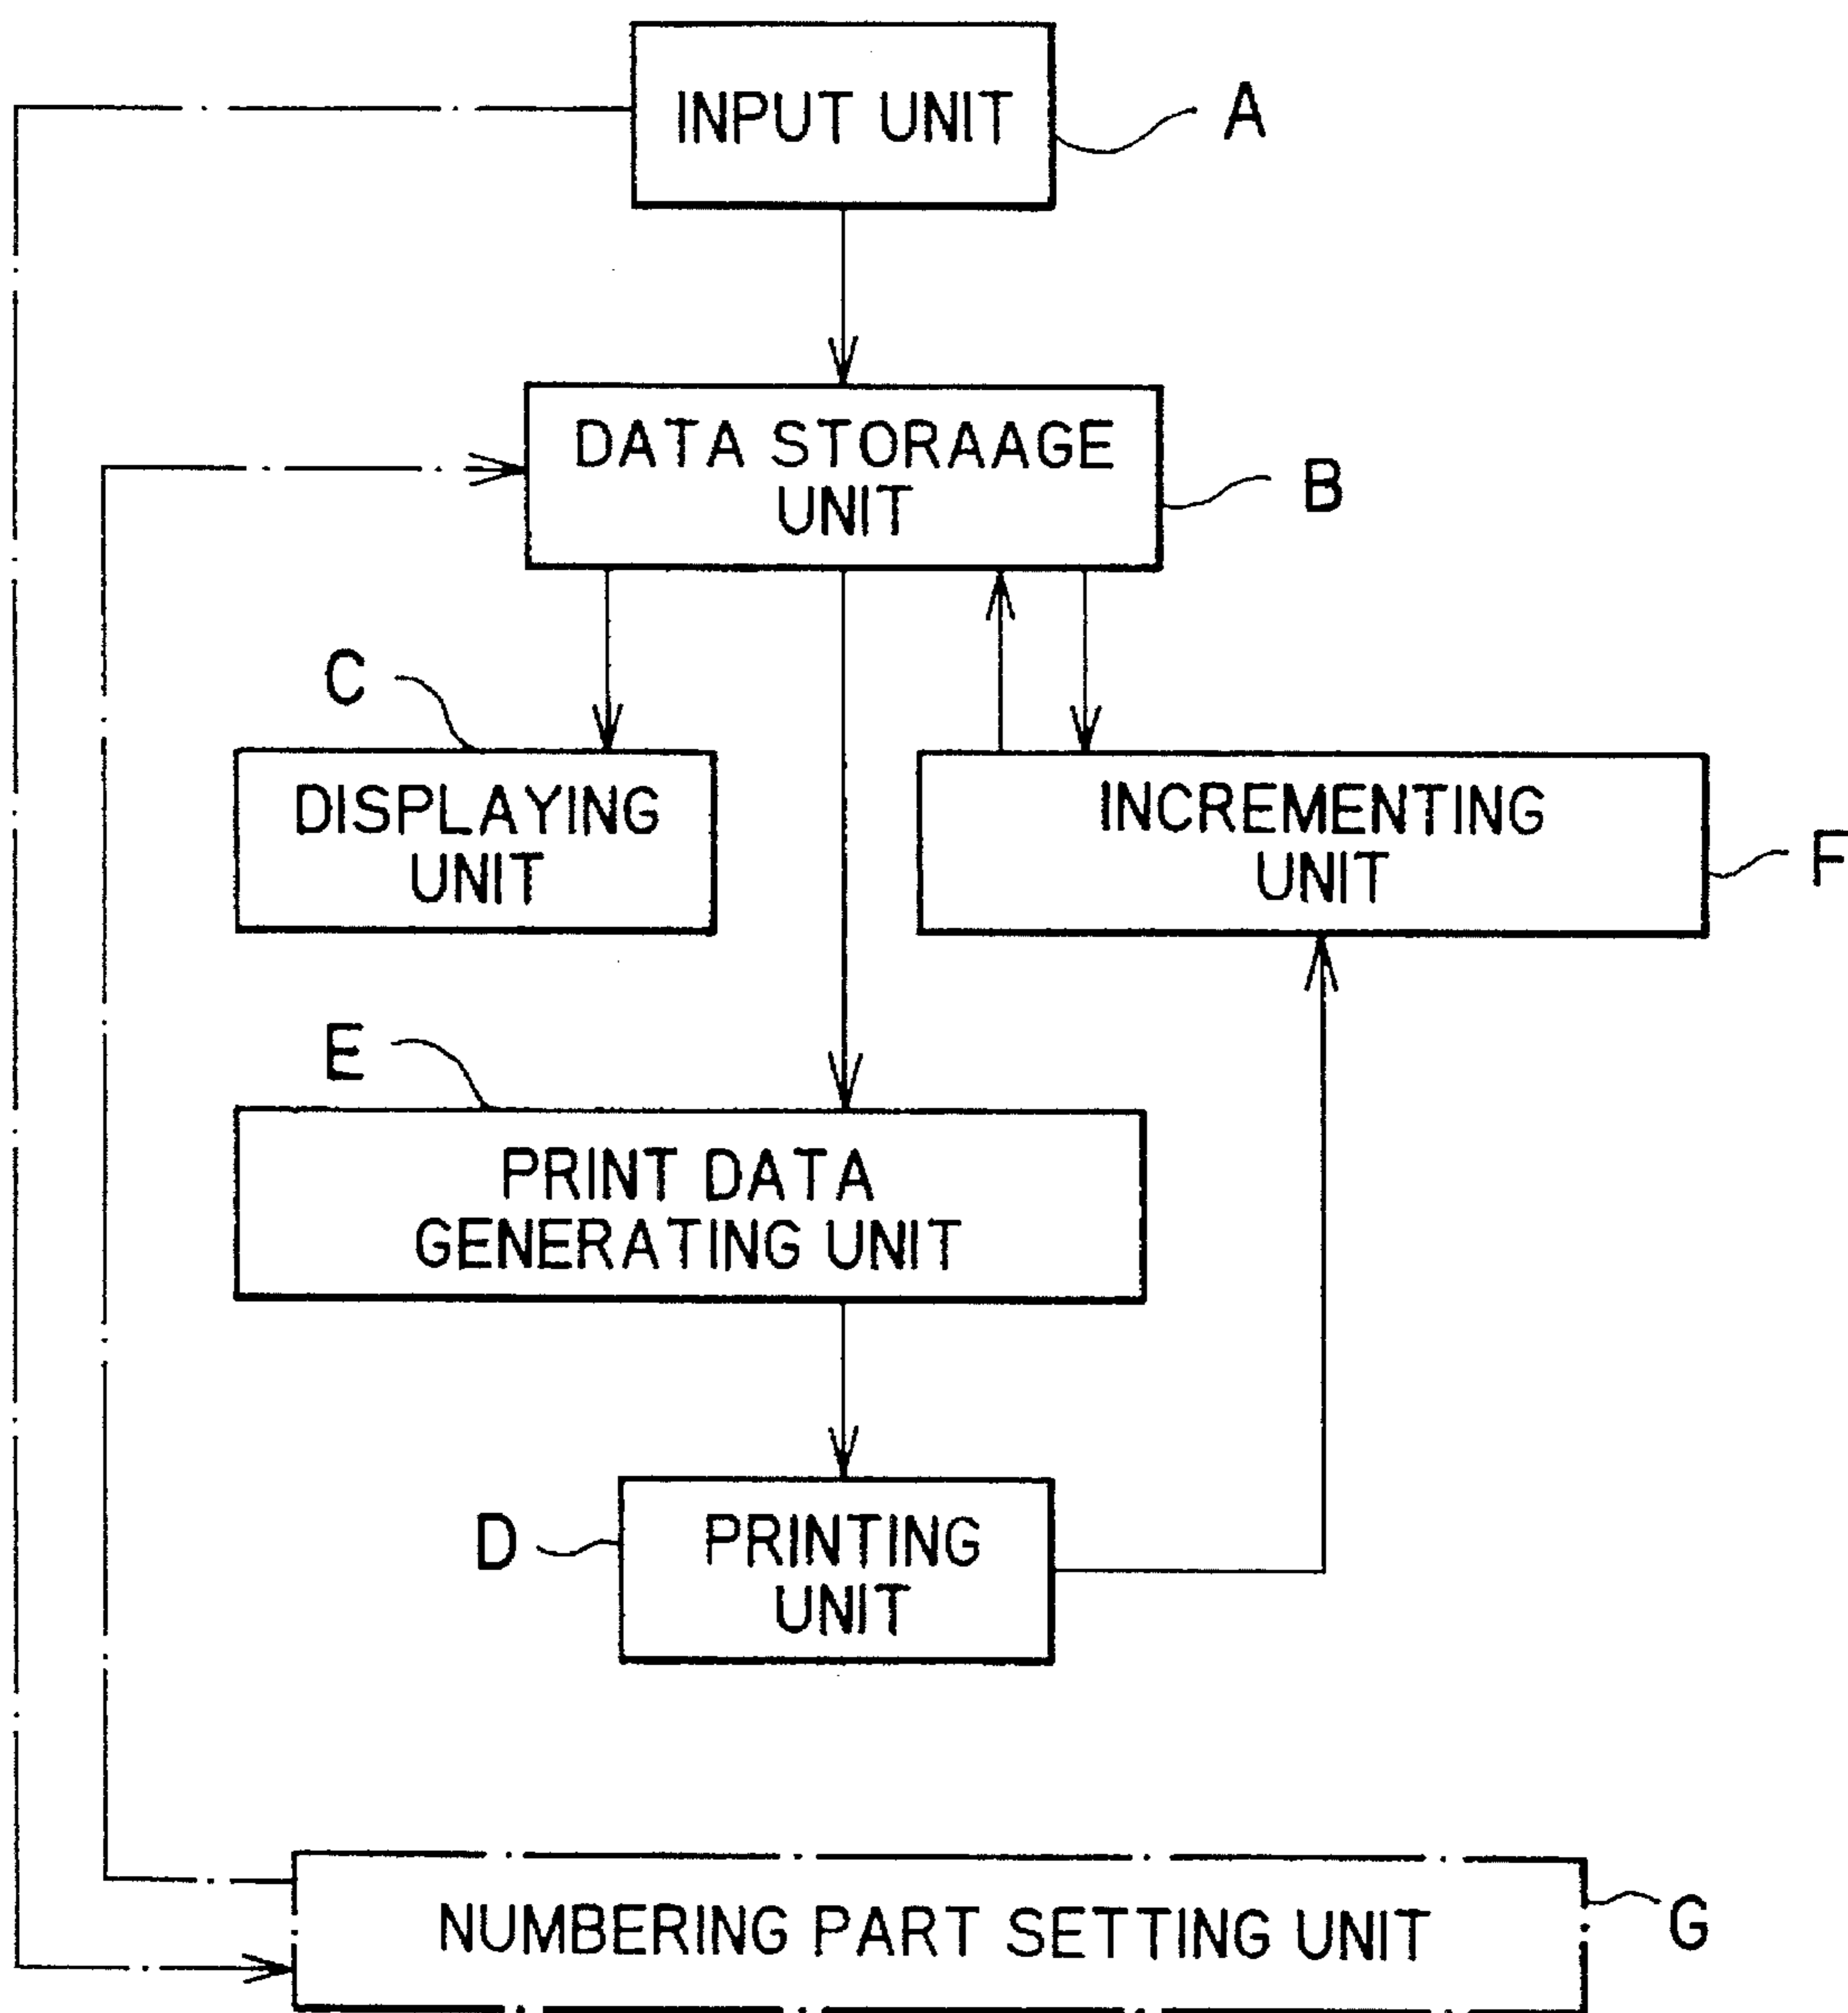 INPUT UNIT
A
DATA STORAAGE
UNIT
B
C
DISPLAYING
UNIT
INCREMENTING
UNIT
F
E
PRINT DATA
GENERATING UNIT
D
PRINTING
UNIT
NUMBERING PART SETTING UNIT
G